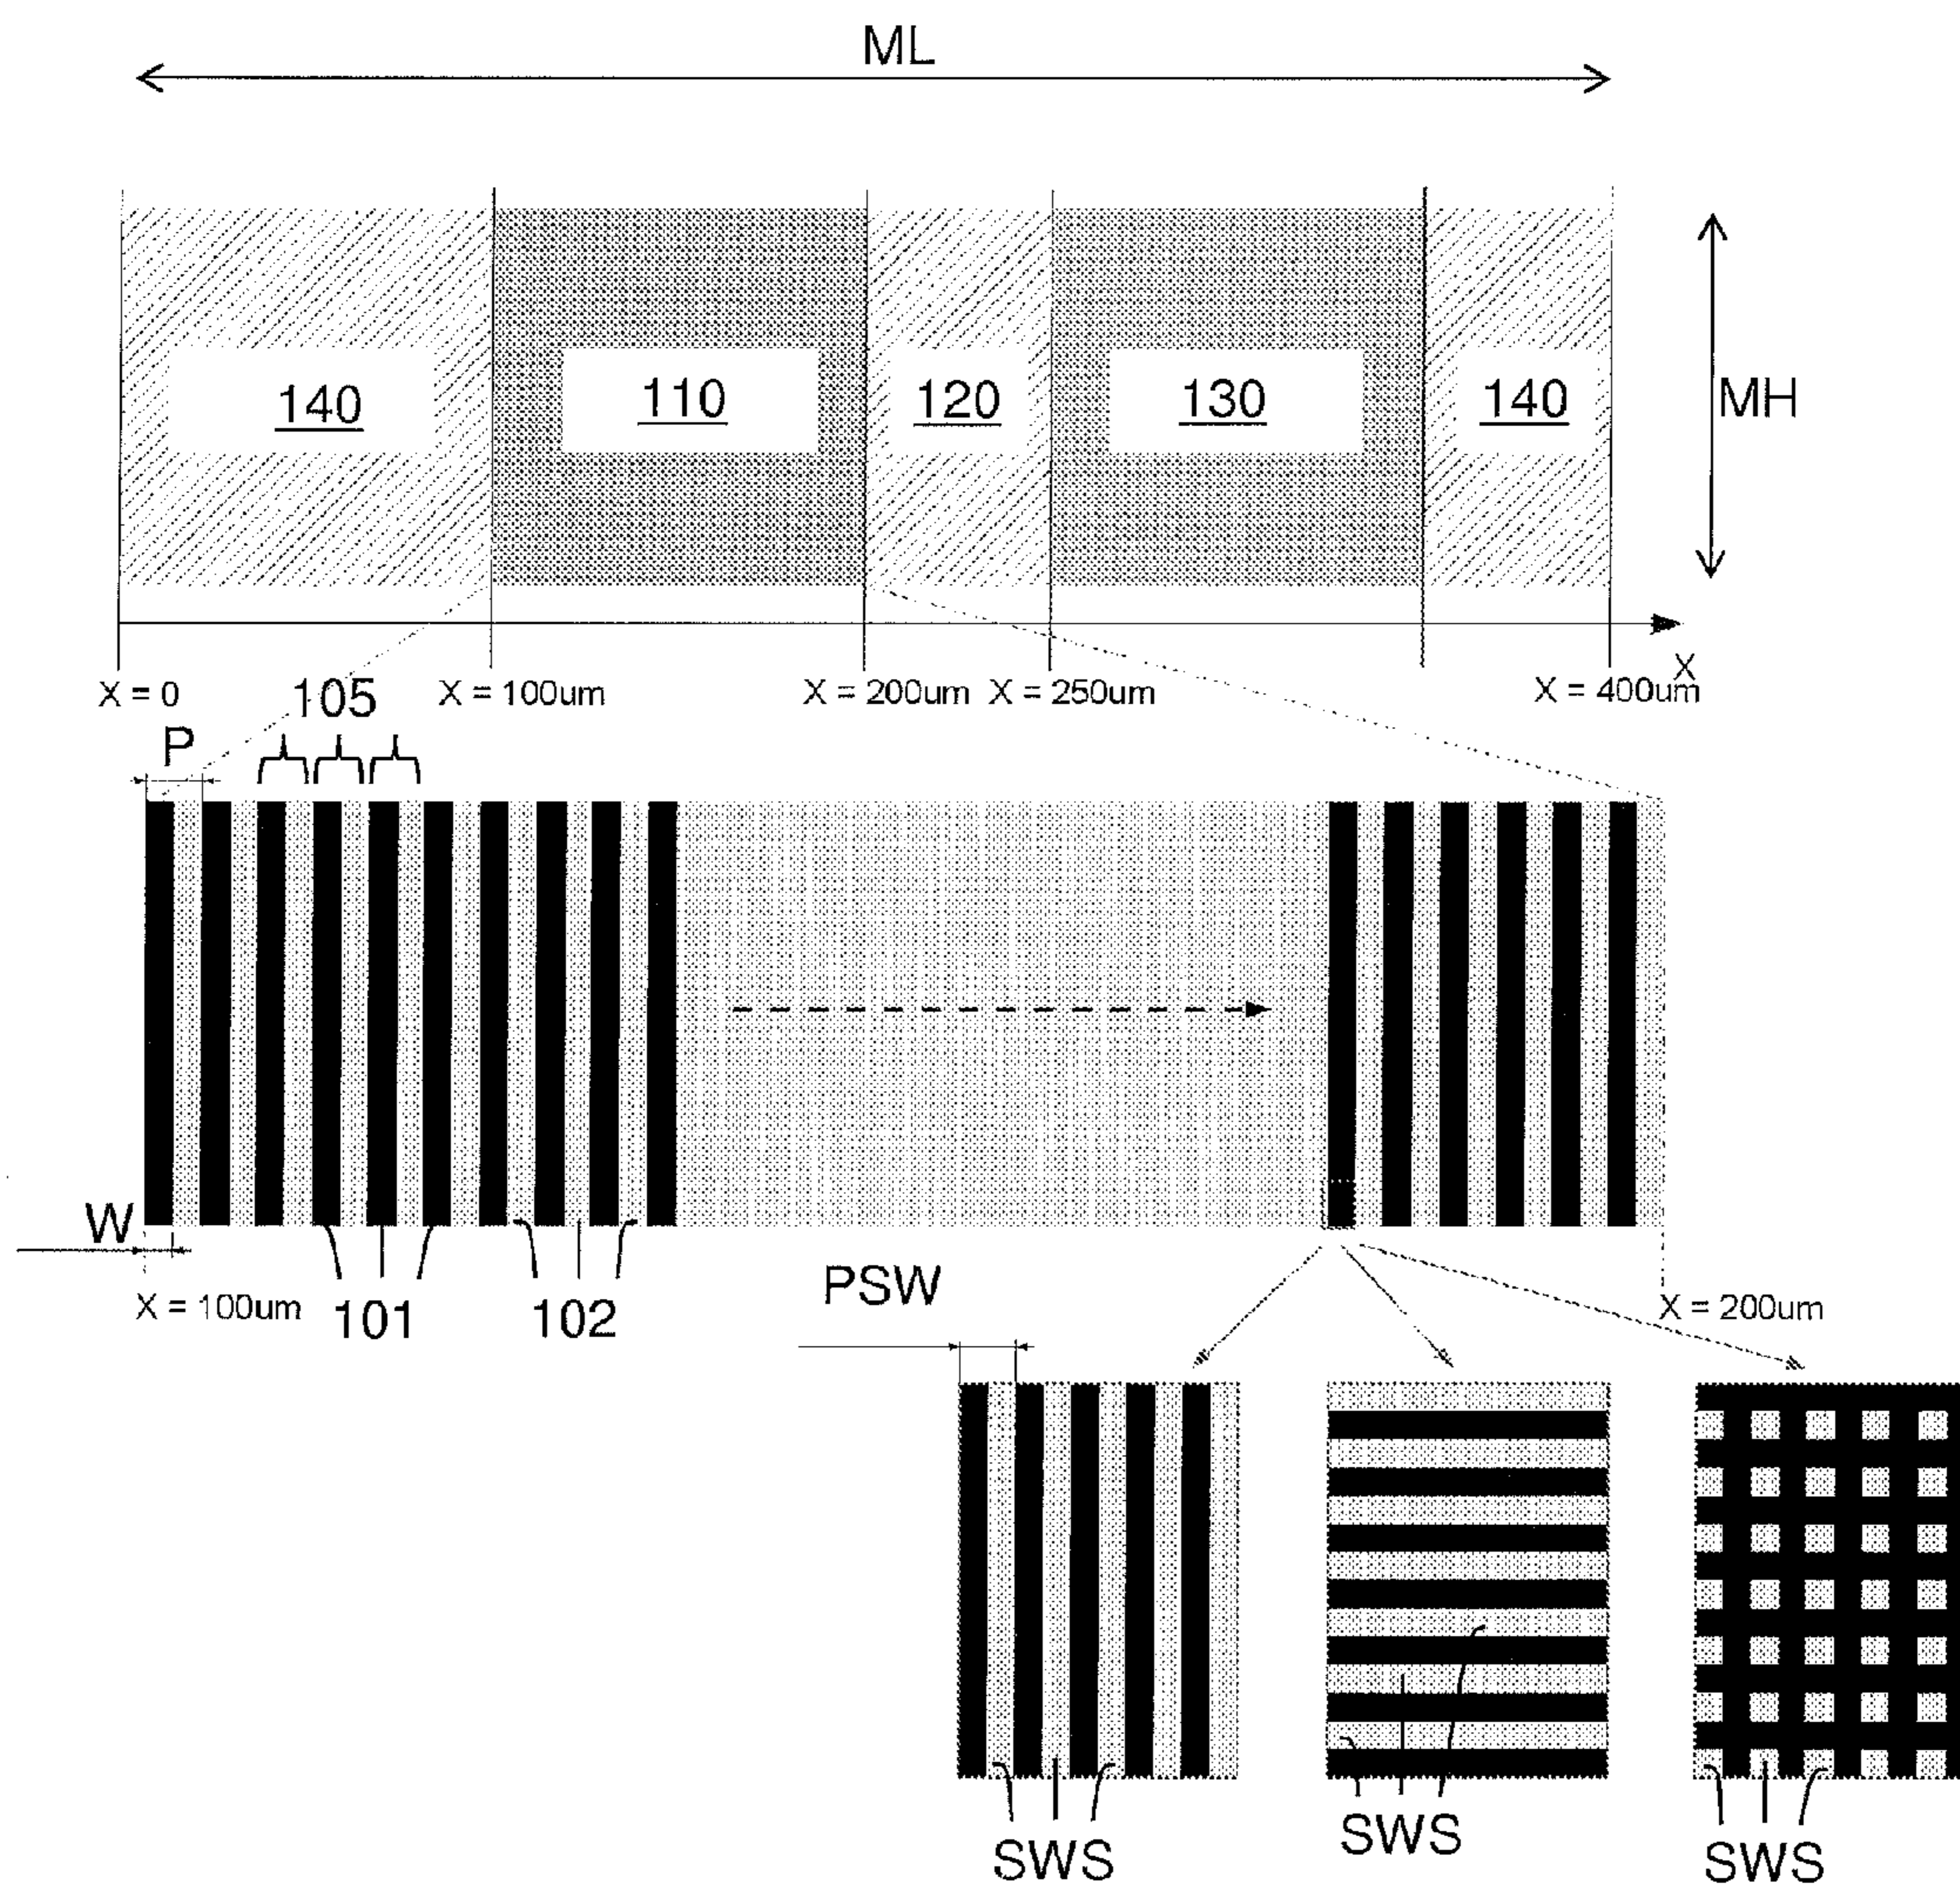 ML
140 110 120 130 140
MH
X
X = 0 X = 100um X = 200um X = 250um X = 400um
105
P
W
X = 100um
101 102
PSW
X = 200um
SWS SWS SWS